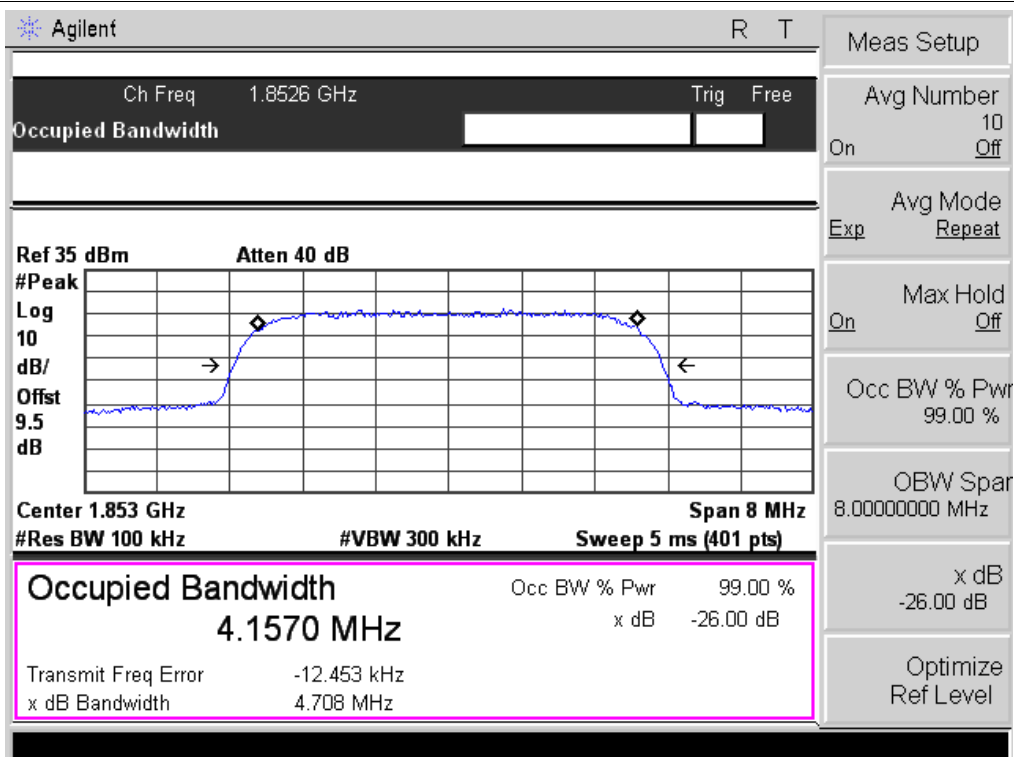 Agilent R T
Ch Freq 1.8526 GHz Trig Free
Occupied Bandwidth
Ref 35 dBm Atten 40 dB
#Peak
Log
10
dB/
Offst
9.5
dB
Center 1.853 GHz Span 8 MHz
#Res BW 100 kHz #VBW 300 kHz Sweep 5 ms (401 pts)
Occupied Bandwidth Occ BW % Pwr 99.00 %
4.1570 MHz x dB -26.00 dB
Transmit Freq Error -12.453 kHz
x dB Bandwidth 4.708 MHz
Meas Setup
Avg Number
10
On Off
Avg Mode
Exp Repeat
Max Hold
On Off
Occ BW % Pwr
99.00 %
OBW Span
8.00000000 MHz
x dB
-26.00 dB
Optimize
Ref Level